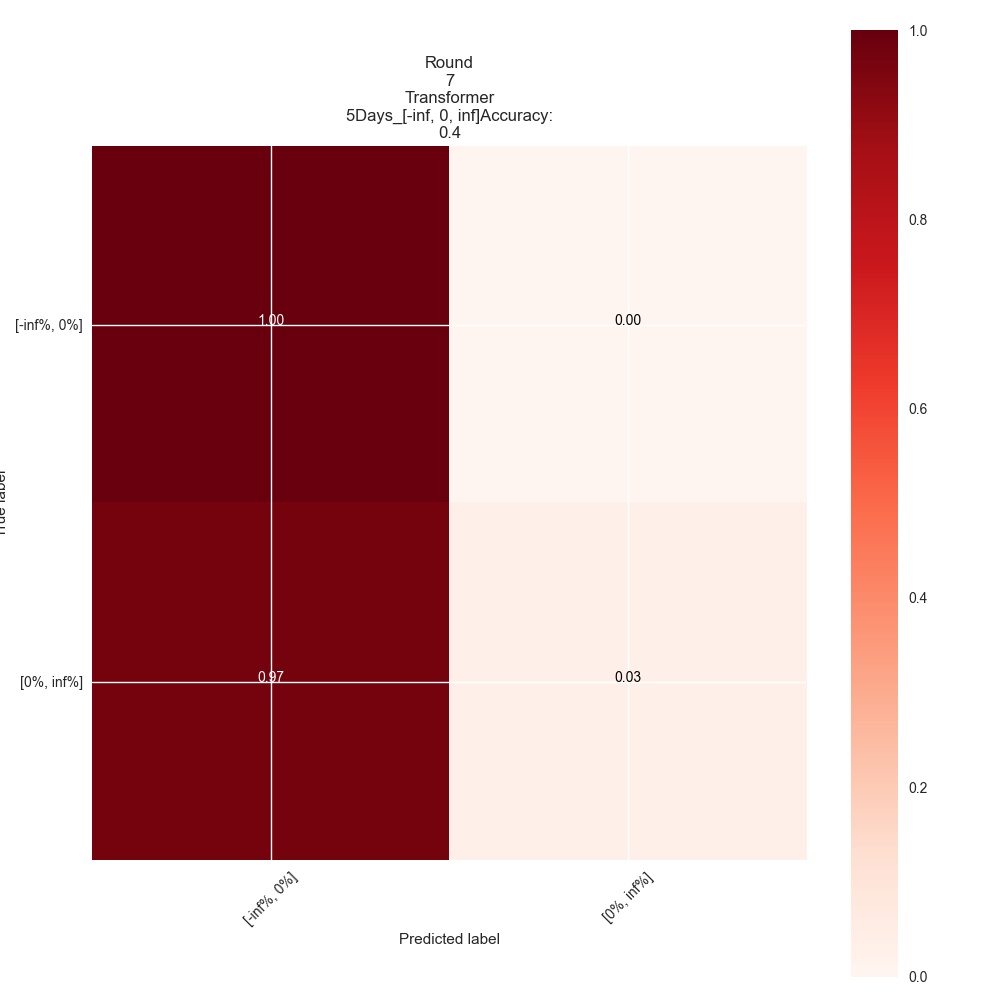 Round
7
Transformer
5Days_[-inf, 0, inf]Accuracy:
0.4
1.0
0.8
0.6
0.4
0.2
0.0
[-inf%, 0%]
1.00
0.00
True label
[0%, inf%]
0.97
0.03
[-inf%, 0%]
[0%, inf%]
Predicted label